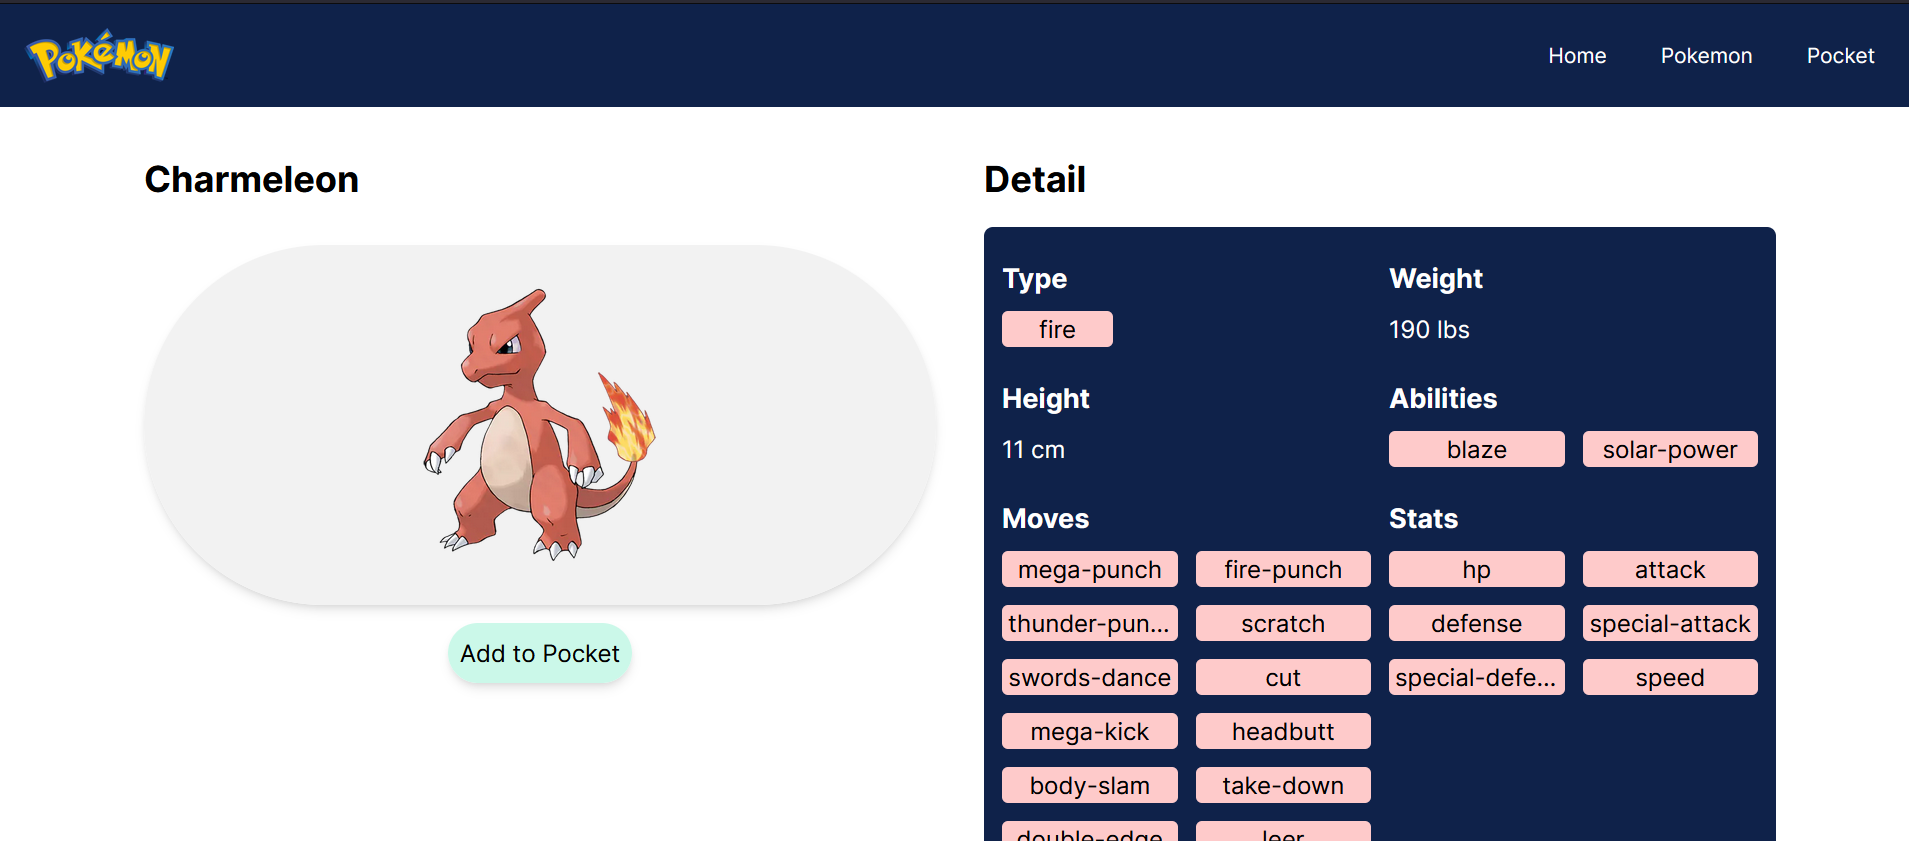 Pokémon
Home
Pokemon
Pocket
Charmeleon
Add to Pocket
Detail
Type
fire
Weight
190 lbs
Height
11 cm
Abilities
blaze
solar-power
Moves
mega-punch
fire-punch
thunder-pun...
scratch
swords-dance
cut
mega-kick
headbutt
body-slam
take-down
double-edge
leer
Stats
hp
attack
defense
special-attack
special-defe...
speed